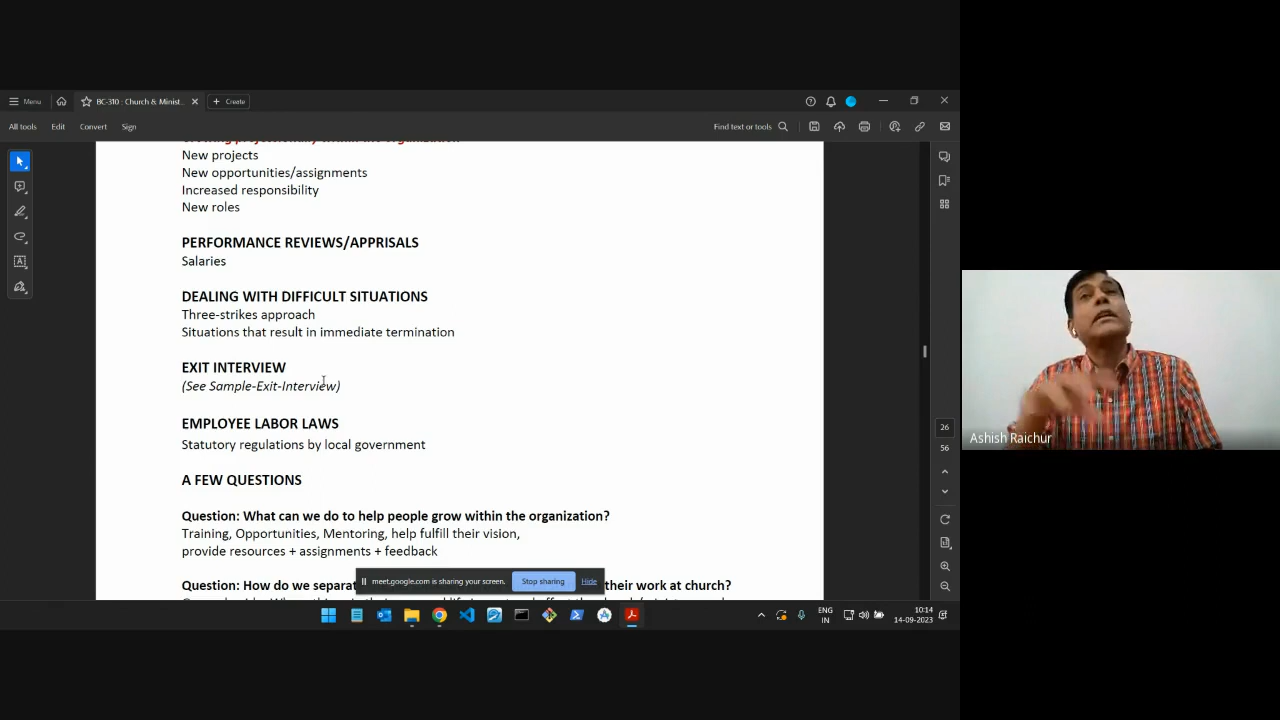 Menu
BC-310 : Church & Minist...
Create
All tools
Edit
Convert
Sign
Find text or tools
Growing professionally within the organization
New projects
New opportunities/assignments
Increased responsibility
New roles
PERFORMANCE REVIEWS/APPRISALS
Salaries
DEALING WITH DIFFICULT SITUATIONS
Three-strikes approach
Situations that result in immediate termination
EXIT INTERVIEW
(See Sample-Exit-Interview)
EMPLOYEE LABOR LAWS
Statutory regulations by local government
A FEW QUESTIONS
Question: What can we do to help people grow within the organization?
Training, Opportunities, Mentoring, help fulfill their vision,
provide resources + assignments + feedback
Question: How do we separat
their work at church?
meet.google.com is sharing your screen.
Stop sharing
Hide
26
56
ENG
IN
10:14
14-09-2023
Ashish Raichur